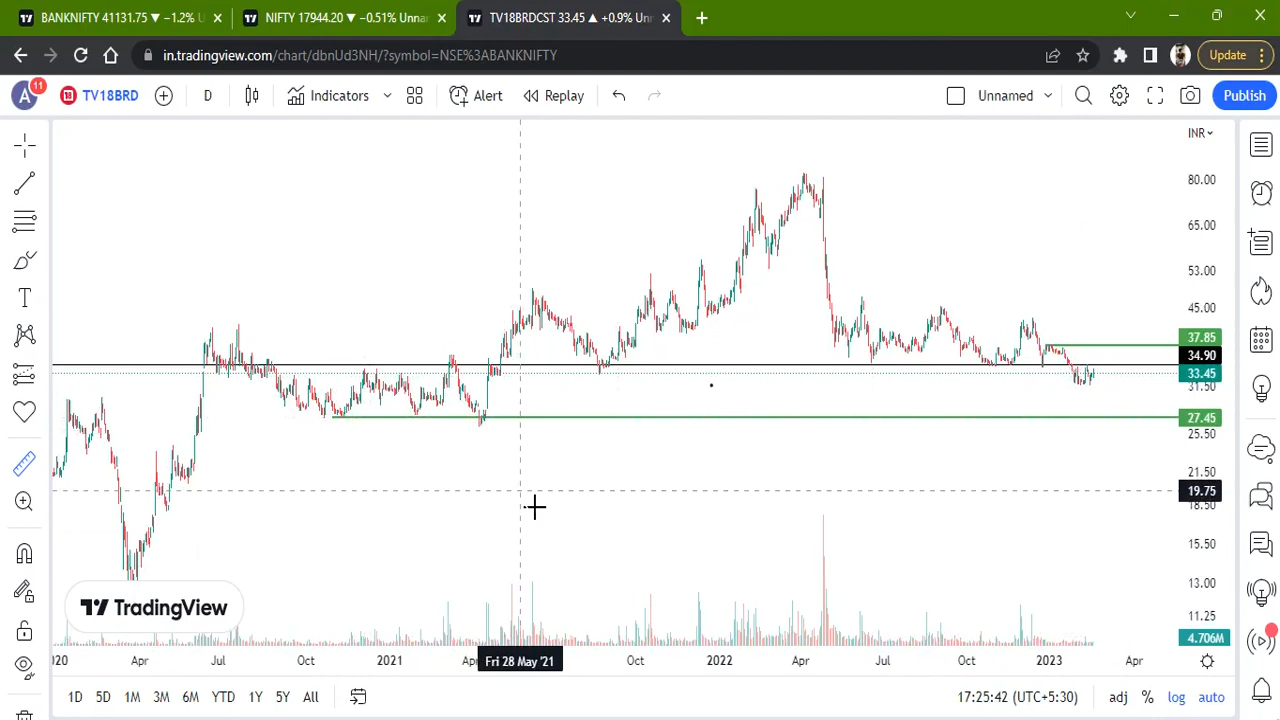 BANKNIFTY 41131.75 ▼ −1.2% U
NIFTY 17944.20 ▼ −0.51% Unna
TV18BRDCST 33.45 ▲ +0.9% Unn
in.tradingview.com/chart/dbnUd3NH/?symbol=NSE%3ABANKNIFTY
Update
A 11
18 TV18BRD
D
Indicators
Alert
Replay
Unnamed
Publish
INR
80.00
65.00
53.00
45.00
37.85
34.90
33.45
31.50
27.45
25.50
21.50
19.75
18.50
15.50
13.00
11.25
4.706M
TradingView
2020 Apr Jul Oct 2021 Fri 28 May '21 Oct 2022 Apr Jul Oct 2023 Apr
1D 5D 1M 3M 6M YTD 1Y 5Y All
17:25:42 (UTC+5:30)
adj % log auto